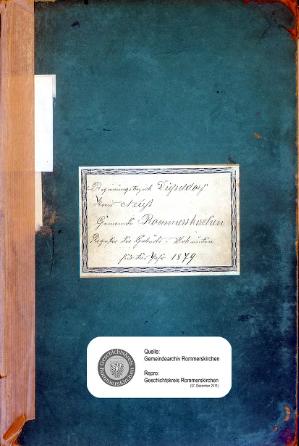 Regierungsbezirk Düsseldorf
Kreis Neuß
Gemeinde Rommerskirchen
Register der Geburts-Urkunden
für das Jahr 1879
Quelle:
Gemeindearchiv Rommerskirchen
Repro:
Geschichtskreis Rommerskirchen